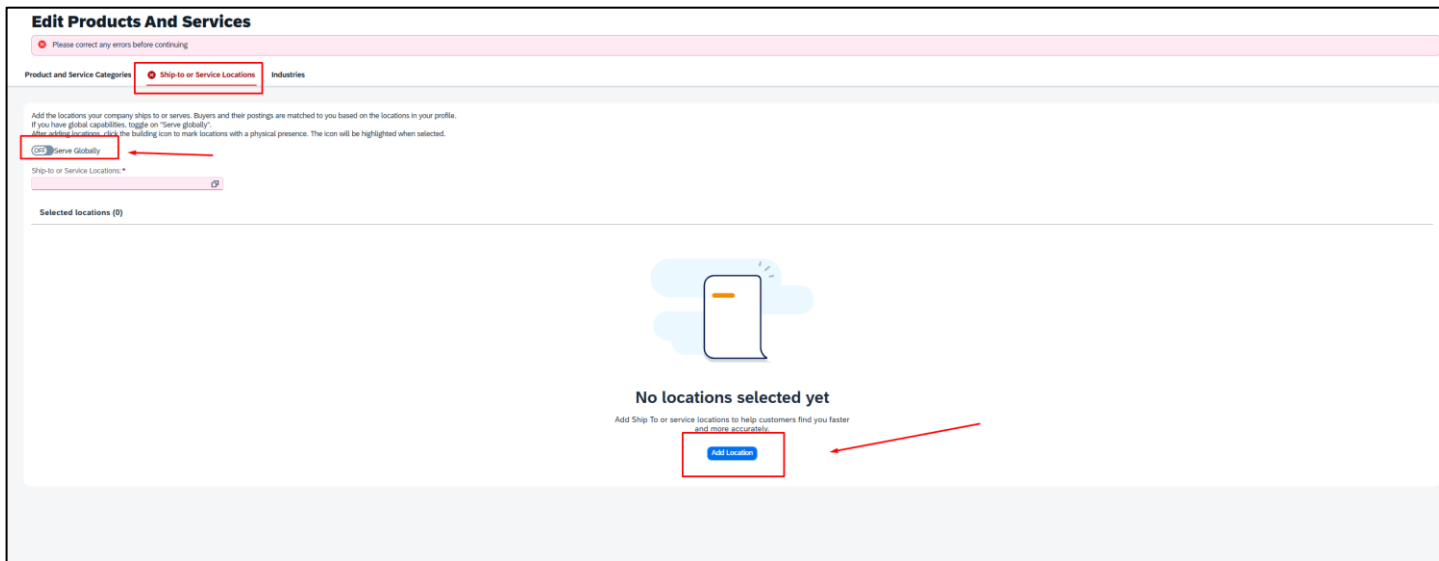 Edit Products And Services
Please correct any errors before continuing
Product and Service Categories Ship-to or Service Locations Industries
Add the locations your company ships to or serves. Buyers and their postings are matched to you based on the locations in your profile.
If you have global capabilities, toggle on "Serve globally".
After adding locations, click the building icon to mark locations with a physical presence. The icon will be highlighted when selected.
OFF Serve Globally
Ship-to or Service Locations:*
Selected locations (0)
No locations selected yet
Add Ship To or service locations to help customers find you faster
and more accurately.
Add Location